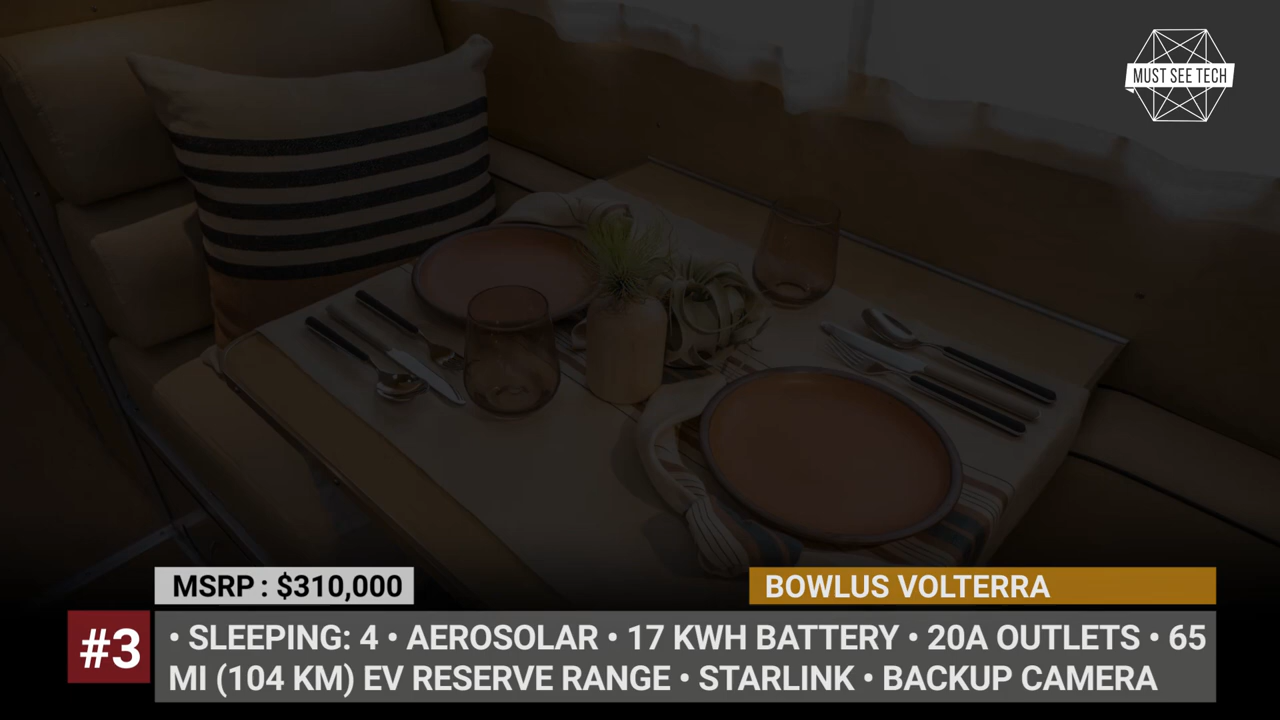 MUST SEE TECH
MSRP : $310,000
BOWLUS VOLTERRA
#3
• SLEEPING: 4 • AEROSOLAR • 17 KWH BATTERY • 20A OUTLETS • 65
MI (104 KM) EV RESERVE RANGE • STARLINK • BACKUP CAMERA